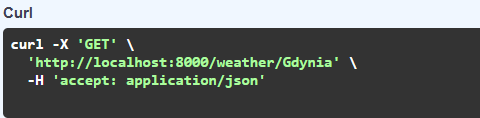 Curl
curl -X 'GET' \
'http://localhost:8000/weather/Gdynia' \
-H 'accept: application/json'